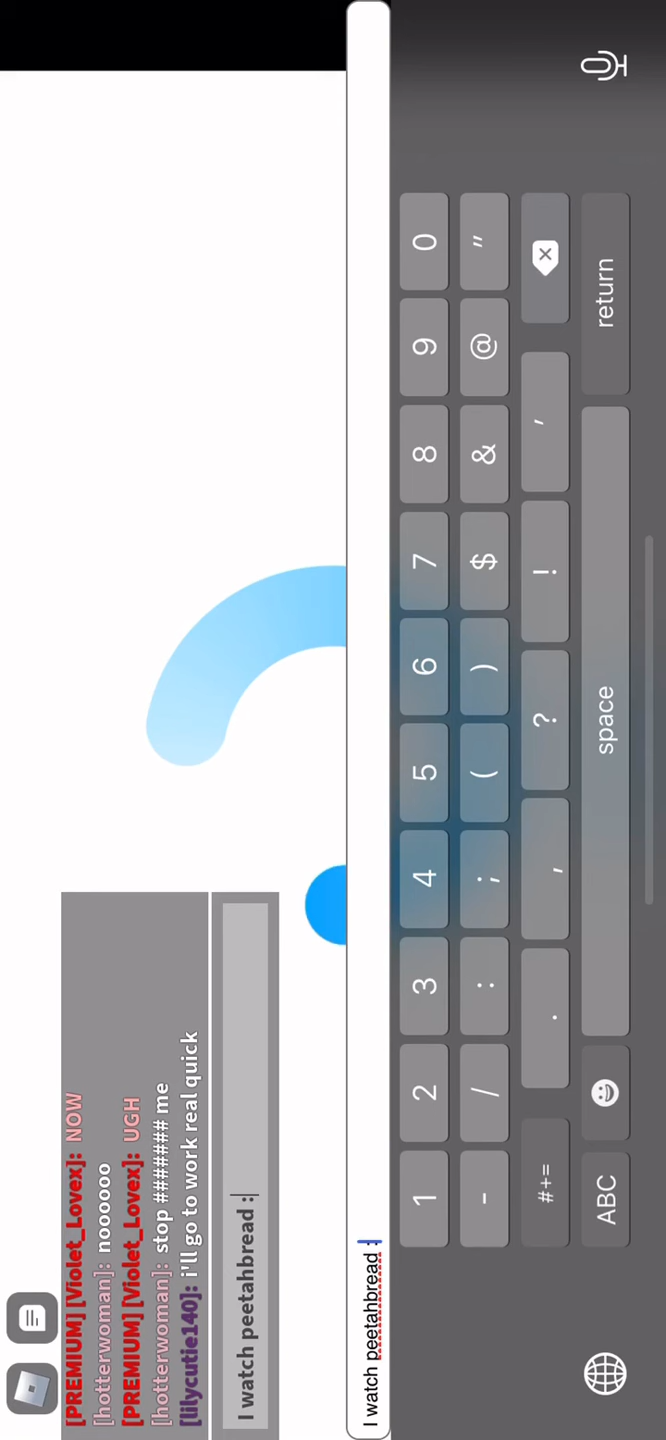 [PREMIUM] [Violet_Lovex]: NOW
[hotterwoman]: noooooo
[PREMIUM] [Violet_Lovex]: UGH
[hotterwoman]: stop ####### me
[lilycutie140]: i'll go to work real quick
I watch peetahbread :
I watch peetahbread :
1 2 3 4 5 6 7 8 9 0
- / : ; ( ) $ & @ "
#+= . , ? ! '
ABC space return